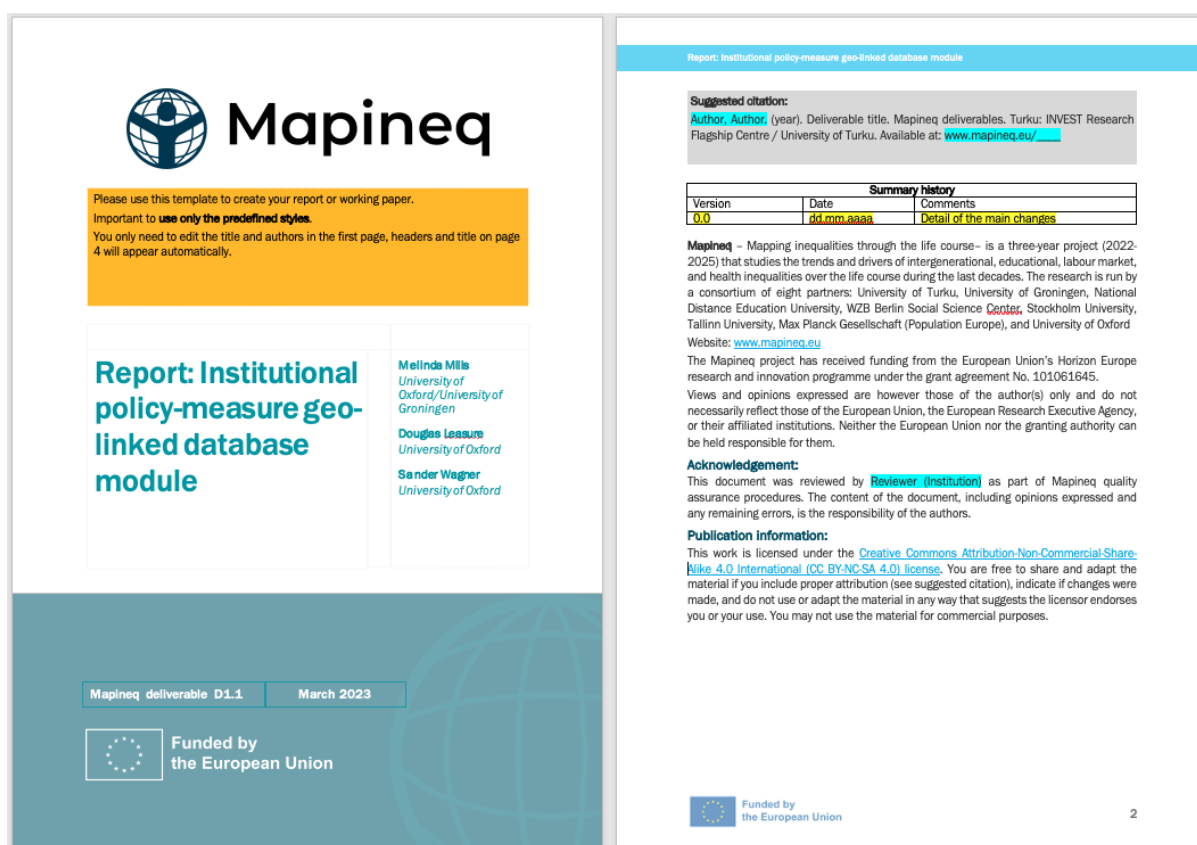 Mapineq
Please use this template to create your report or working paper.
Important to use only the predefined styles.
You only need to edit the title and authors in the first page, headers and title on page
4 will appear automatically.
Report: Institutional
policy-measure geo-
linked database
module
Melinda Mills
University of
Oxford/University of
Groningen
Douglas Leasure
University of Oxford
Sander Wagner
University of Oxford
Mapineq deliverable D1.1
March 2023
Funded by
the European Union
Report: Institutional policy-measure geo-linked database module
Suggested citation:
Author, Author. (year). Deliverable title. Mapineq deliverables. Turku: INVEST Research
Flagship Centre / University of Turku. Available at: www.mapineq.eu/____
Summary history
Version Date Comments
0.0 dd.mm.aaaa Detail of the main changes
Mapineq – Mapping inequalities through the life course– is a three-year project (2022-
2025) that studies the trends and drivers of intergenerational, educational, labour market,
and health inequalities over the life course during the last decades. The research is run by
a consortium of eight partners: University of Turku, University of Groningen, National
Distance Education University, WZB Berlin Social Science Center, Stockholm University,
Tallinn University, Max Planck Gesellschaft (Population Europe), and University of Oxford
Website: www.mapineq.eu
The Mapineq project has received funding from the European Union's Horizon Europe
research and innovation programme under the grant agreement No. 101061645.
Views and opinions expressed are however those of the author(s) only and do not
necessarily reflect those of the European Union, the European Research Executive Agency,
or their affiliated institutions. Neither the European Union nor the granting authority can
be held responsible for them.
Acknowledgement:
This document was reviewed by Reviewer (Institution) as part of Mapineq quality
assurance procedures. The content of the document, including opinions expressed and
any remaining errors, is the responsibility of the authors.
Publication information:
This work is licensed under the Creative Commons Attribution-Non-Commercial-Share-
Alike 4.0 International (CC BY-NC-SA 4.0) license. You are free to share and adapt the
material if you include proper attribution (see suggested citation), indicate if changes were
made, and do not use or adapt the material in any way that suggests the licensor endorses
you or your use. You may not use the material for commercial purposes.
Funded by
the European Union
2